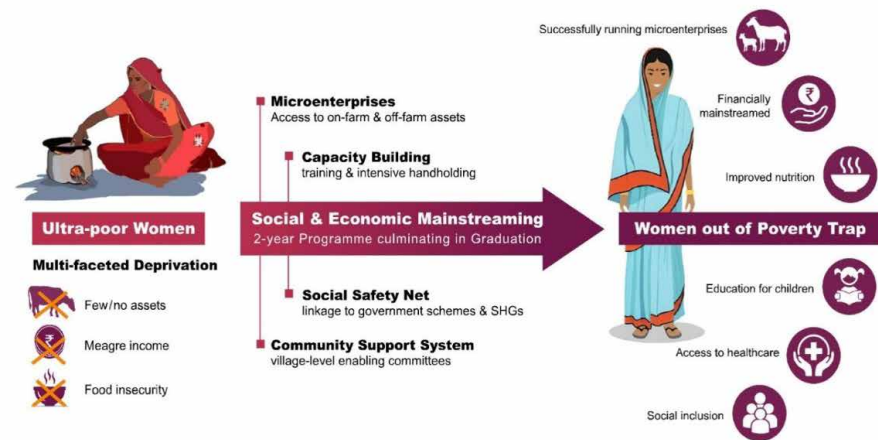 Ultra-poor Women
Multi-faceted Deprivation
Few/no assets
Meagre income
Food insecurity
Microenterprises
Access to on-farm & off-farm assets
Capacity Building
training & intensive handholding
Social & Economic Mainstreaming
2-year Programme culminating in Graduation
Social Safety Net
linkage to government schemes & SHGs
Community Support System
village-level enabling committees
Successfully running microenterprises
Financially
mainstreamed
₹
Improved nutrition
Women out of Poverty Trap
Education for children
Access to healthcare
Social inclusion